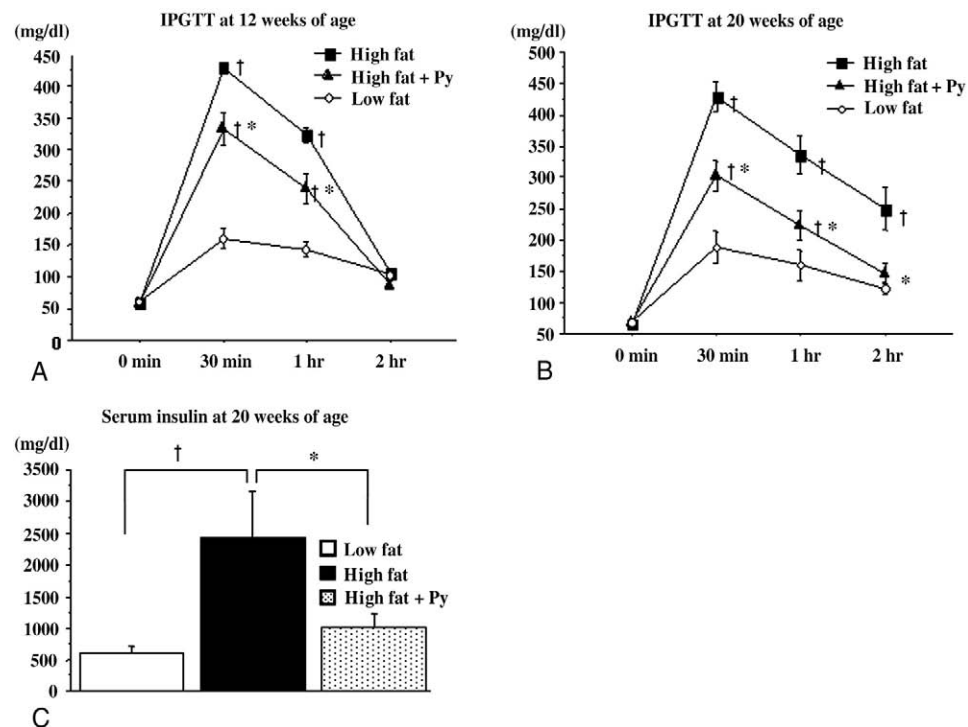 IPGTT at 12 weeks of age
(mg/dl)
450
400
350
300
250
200
150
100
50
0
High fat
High fat + Py
Low fat
†
† *
†
† *
0 min 30 min 1 hr 2 hr
A
IPGTT at 20 weeks of age
(mg/dl)
500
450
400
350
300
250
200
150
100
50
High fat
High fat + Py
Low fat
†
† *
†
† *
†
*
0 min 30 min 1 hr 2 hr
B
Serum insulin at 20 weeks of age
(mg/dl)
3500
3000
2500
2000
1500
1000
500
0
† *
Low fat
High fat
High fat + Py
C